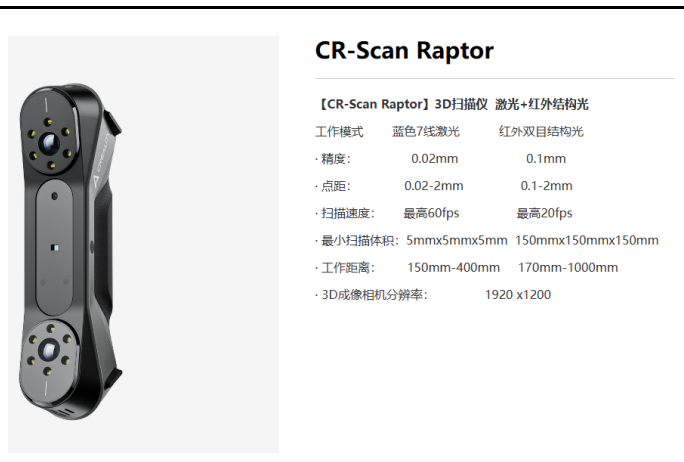 CR-Scan Raptor
【CR-Scan Raptor】3D扫描仪 激光+红外结构光
工作模式 蓝色7线激光 红外双目结构光
· 精度： 0.02mm 0.1mm
· 点距： 0.02-2mm 0.1-2mm
· 扫描速度： 最高60fps 最高20fps
· 最小扫描体积：5mmx5mmx5mm 150mmx150mmx150mm
· 工作距离： 150mm-400mm 170mm-1000mm
· 3D成像相机分辨率： 1920 x1200